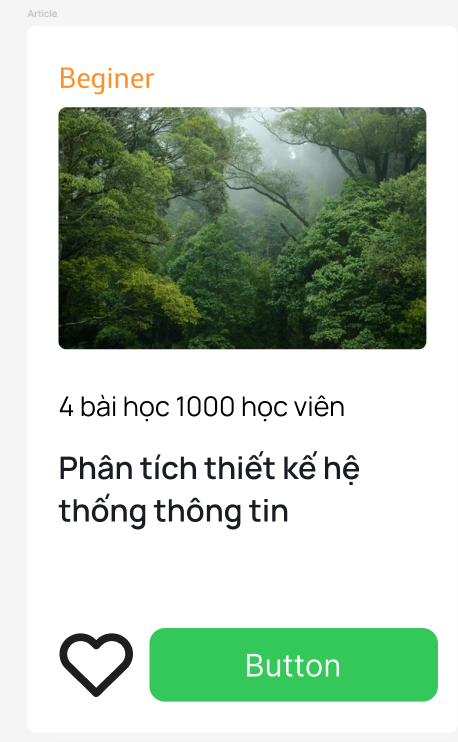 Article
Beginer
4 bài học 1000 học viên
Phân tích thiết kế hệ
thống thông tin
Button